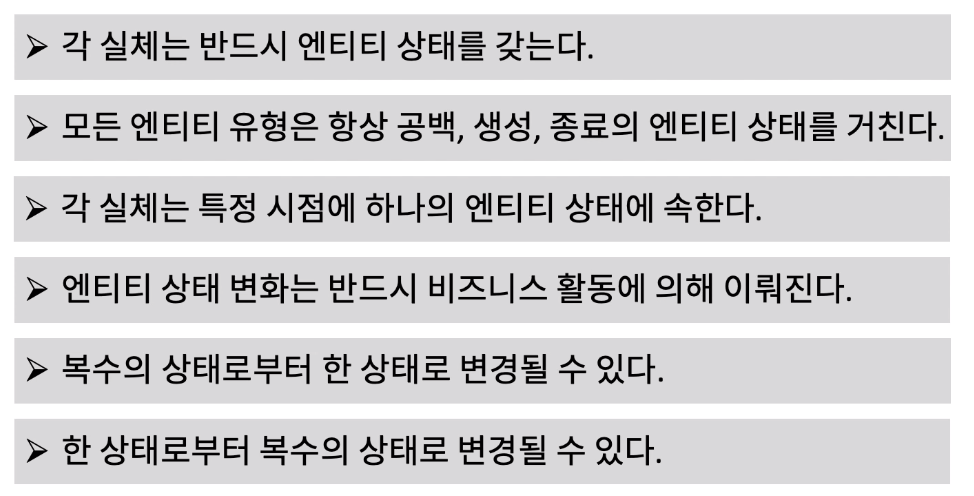 ➢ 각 실체는 반드시 엔티티 상태를 갖는다.
➢ 모든 엔티티 유형은 항상 공백, 생성, 종료의 엔티티 상태를 거친다.
➢ 각 실체는 특정 시점에 하나의 엔티티 상태에 속한다.
➢ 엔티티 상태 변화는 반드시 비즈니스 활동에 의해 이뤄진다.
➢ 복수의 상태로부터 한 상태로 변경될 수 있다.
➢ 한 상태로부터 복수의 상태로 변경될 수 있다.